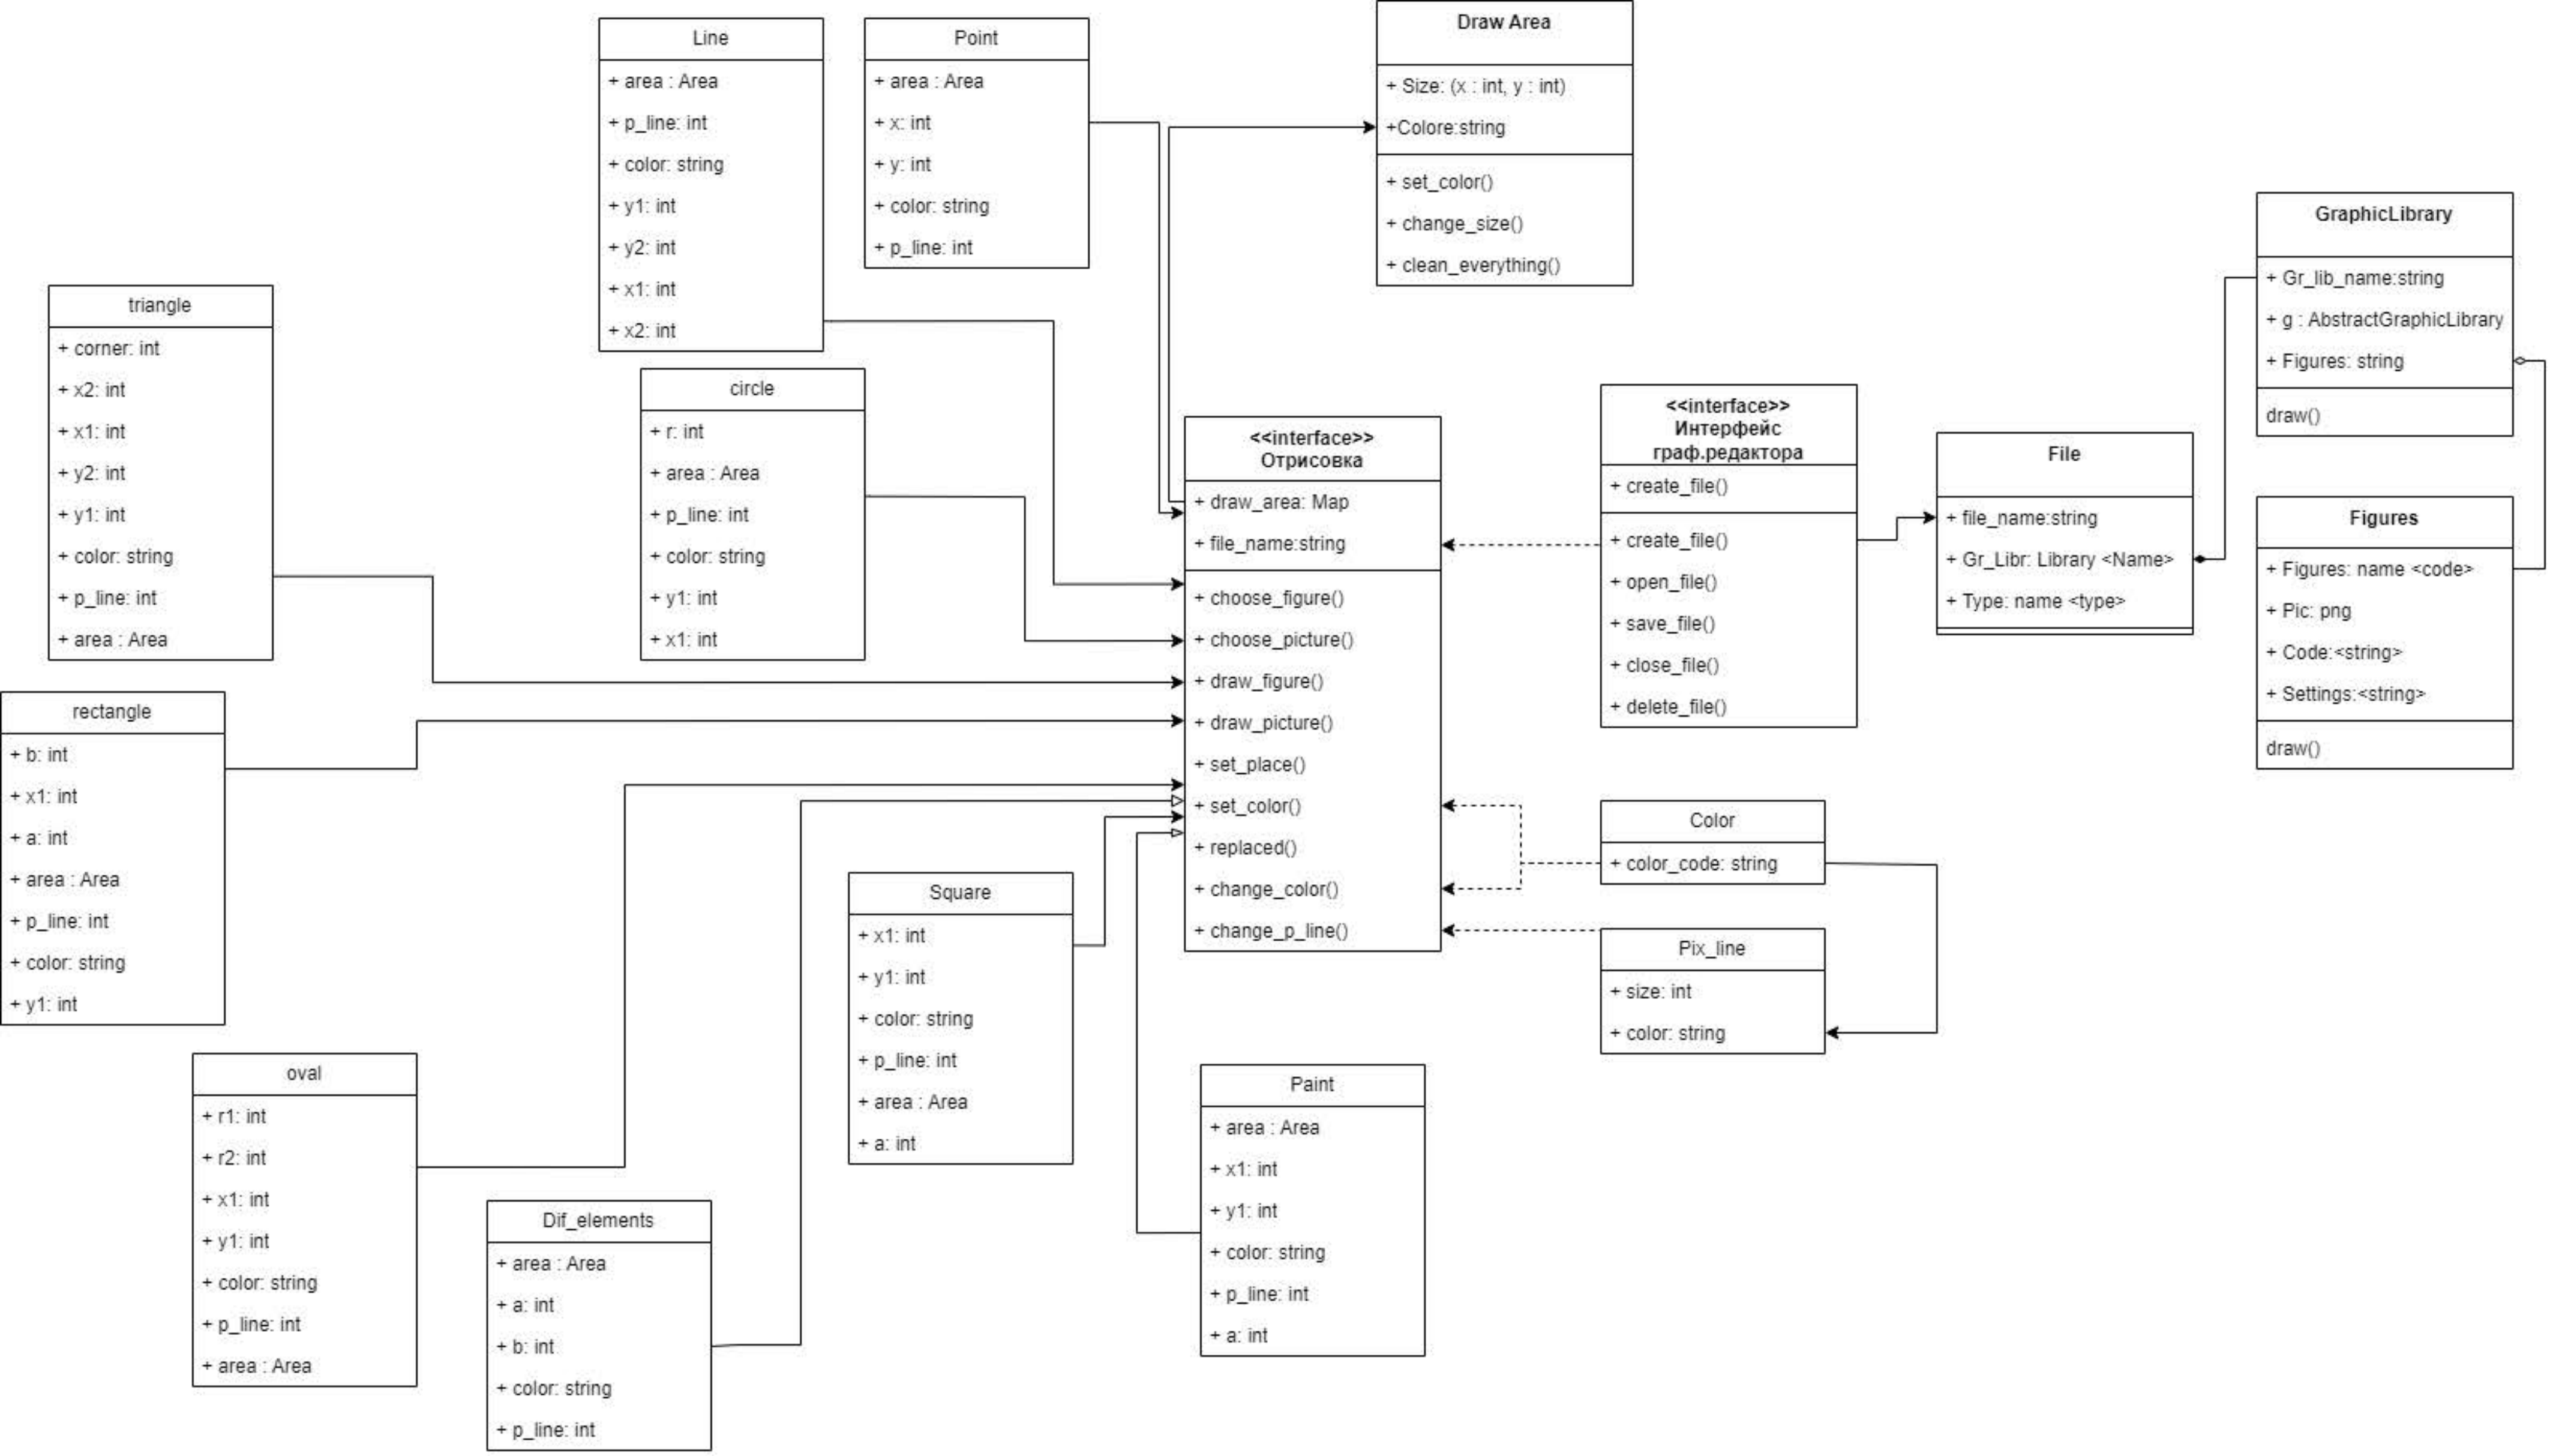 Line
+ area : Area
+ p_line: int
+ color: string
+ y1: int
+ y2: int
+ x1: int
+ x2: int
Point
+ area : Area
+ x: int
+ y: int
+ color: string
+ p_line: int
Draw Area
+ Size: (x : int, y : int)
+Colore:string
+ set_color()
+ change_size()
+ clean_everything()
GraphicLibrary
+ Gr_lib_name:string
+ g : AbstractGraphicLibrary
+ Figures: string
draw()
triangle
+ corner: int
+ x2: int
+ x1: int
+ y2: int
+ y1: int
+ color: string
+ p_line: int
+ area : Area
circle
+ r: int
+ area : Area
+ p_line: int
+ color: string
+ y1: int
+ x1: int
<<interface>>
Отрисовка
+ draw_area: Map
+ file_name:string
+ choose_figure()
+ choose_picture()
+ draw_figure()
+ draw_picture()
+ set_place()
+ set_color()
+ replaced()
+ change_color()
+ change_p_line()
<<interface>>
Интерфейс
граф.редактора
+ create_file()
+ create_file()
+ open_file()
+ save_file()
+ close_file()
+ delete_file()
File
+ file_name:string
+ Gr_Libr: Library <Name>
+ Type: name <type>
Figures
+ Figures: name <code>
+ Pic: png
+ Code:<string>
+ Settings:<string>
draw()
rectangle
+ b: int
+ x1: int
+ a: int
+ area : Area
+ p_line: int
+ color: string
+ y1: int
Color
+ color_code: string
Square
+ x1: int
+ y1: int
+ color: string
+ p_line: int
+ area : Area
+ a: int
Pix_line
+ size: int
+ color: string
oval
+ r1: int
+ r2: int
+ x1: int
+ y1: int
+ color: string
+ p_line: int
+ area : Area
Paint
+ area : Area
+ x1: int
+ y1: int
+ color: string
+ p_line: int
+ a: int
Dif_elements
+ area : Area
+ a: int
+ b: int
+ color: string
+ p_line: int